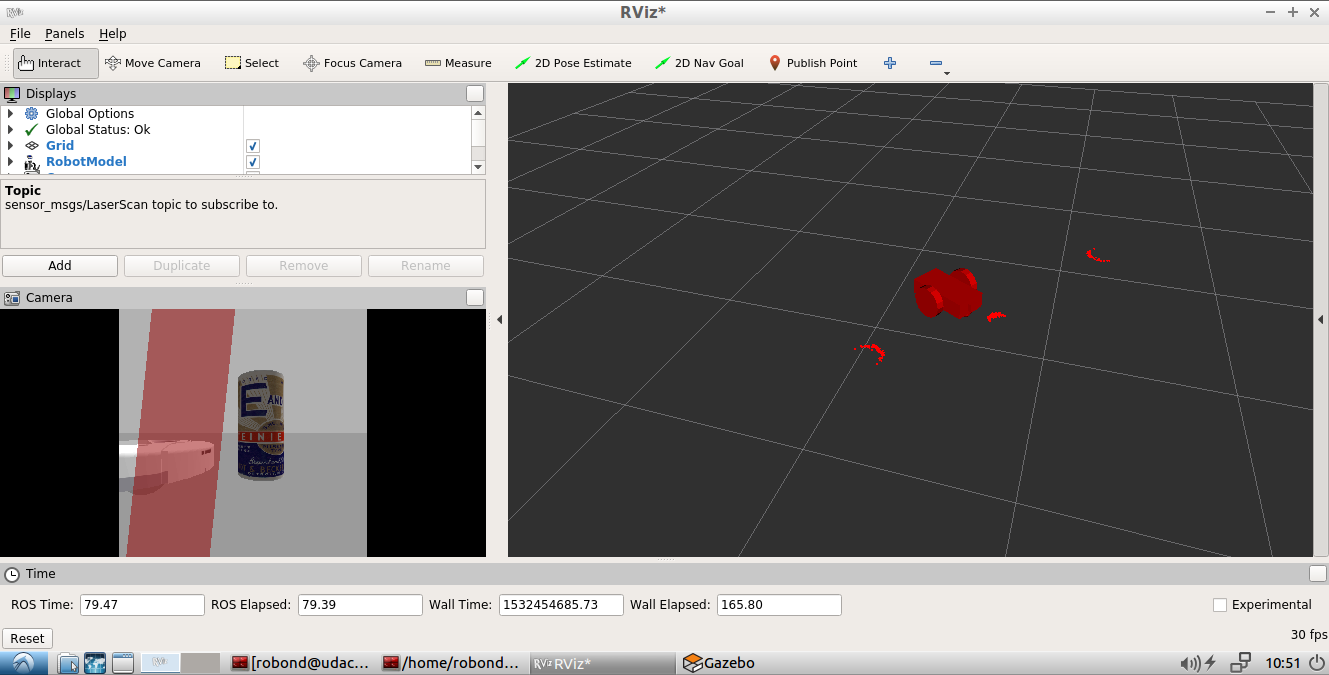 RViz*
File Panels Help
Interact Move Camera Select Focus Camera Measure 2D Pose Estimate 2D Nav Goal Publish Point
Displays
Global Options
Global Status: Ok
Grid
RobotModel
Topic
sensor_msgs/LaserScan topic to subscribe to.
Add Duplicate Remove Rename
Camera
E AND
EINIE
Time
ROS Time: 79.47 ROS Elapsed: 79.39 Wall Time: 1532454685.73 Wall Elapsed: 165.80 Experimental
Reset 30 fps
[robond@udac... /home/robond... RViz RViz* Gazebo 10:51